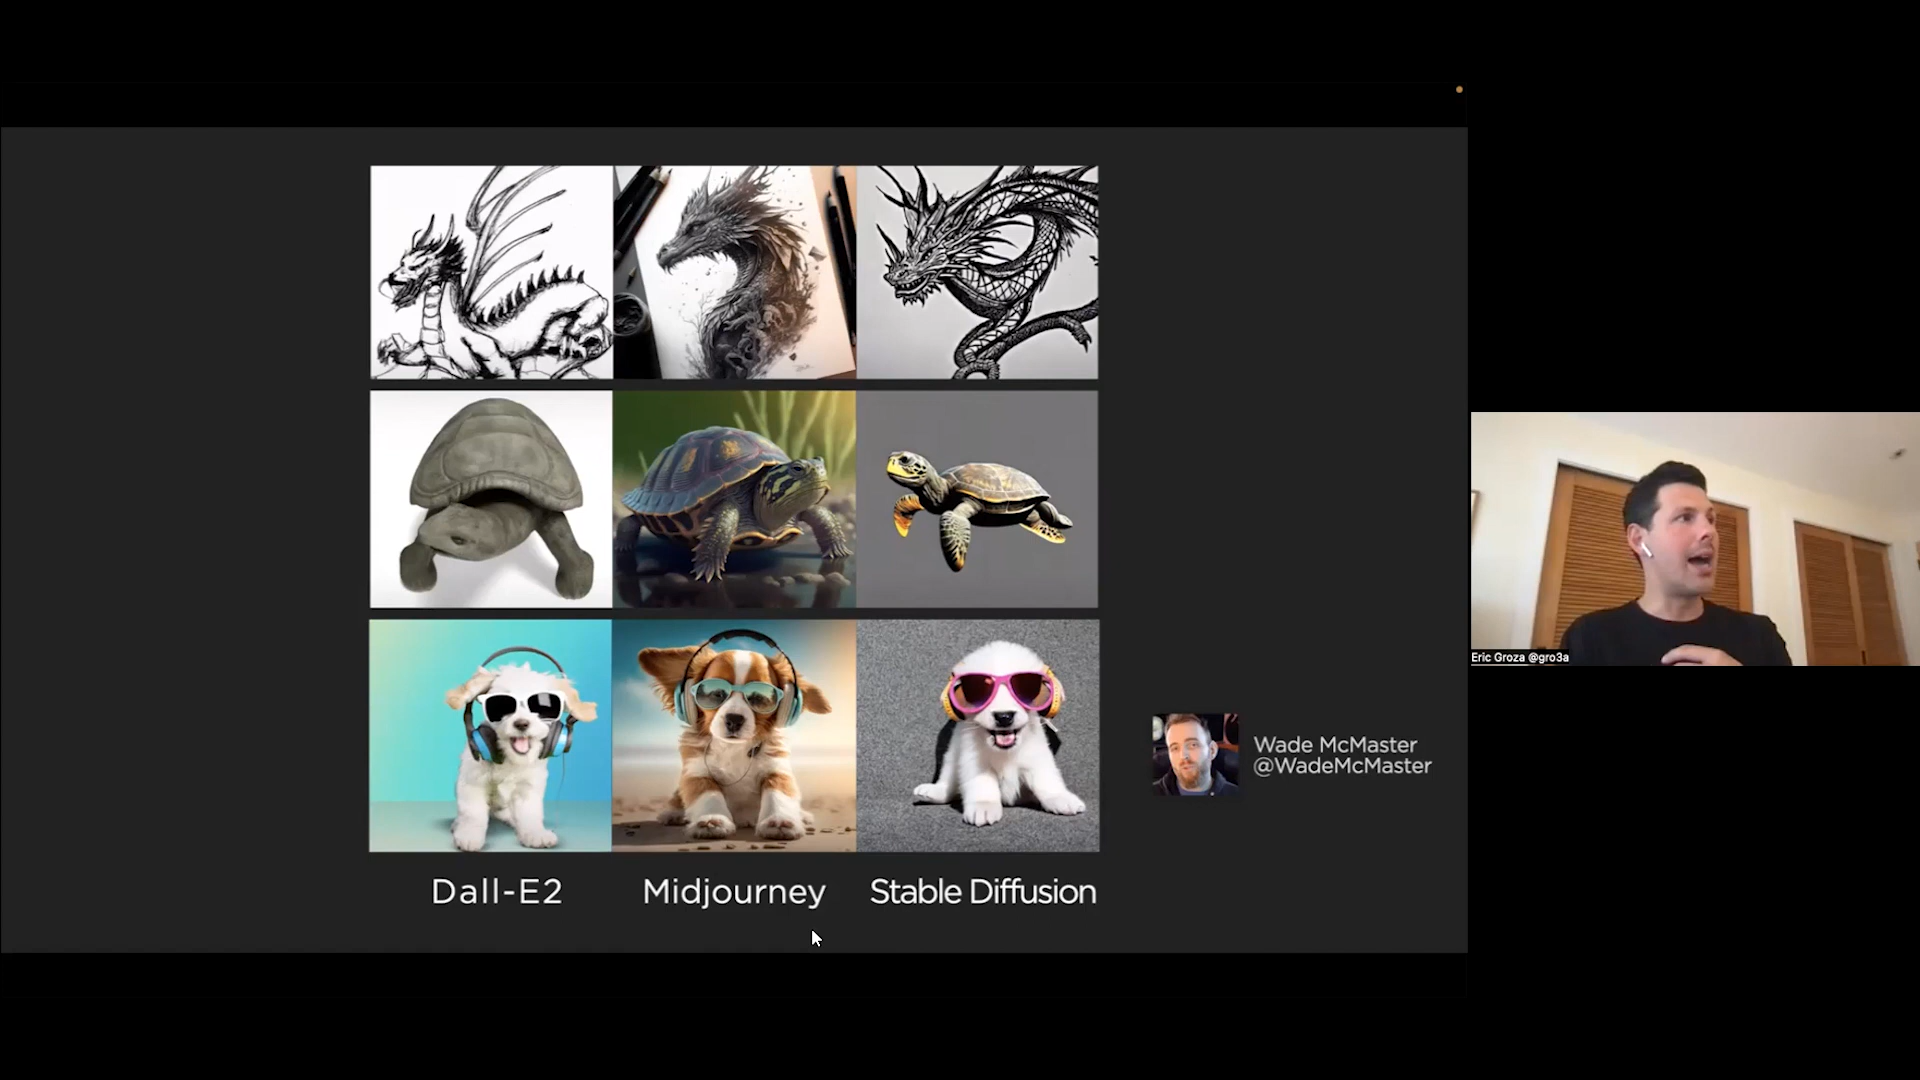 Dall-E2
Midjourney
Stable Diffusion
Wade McMaster
@WadeMcMaster
Eric Groza @gro3a